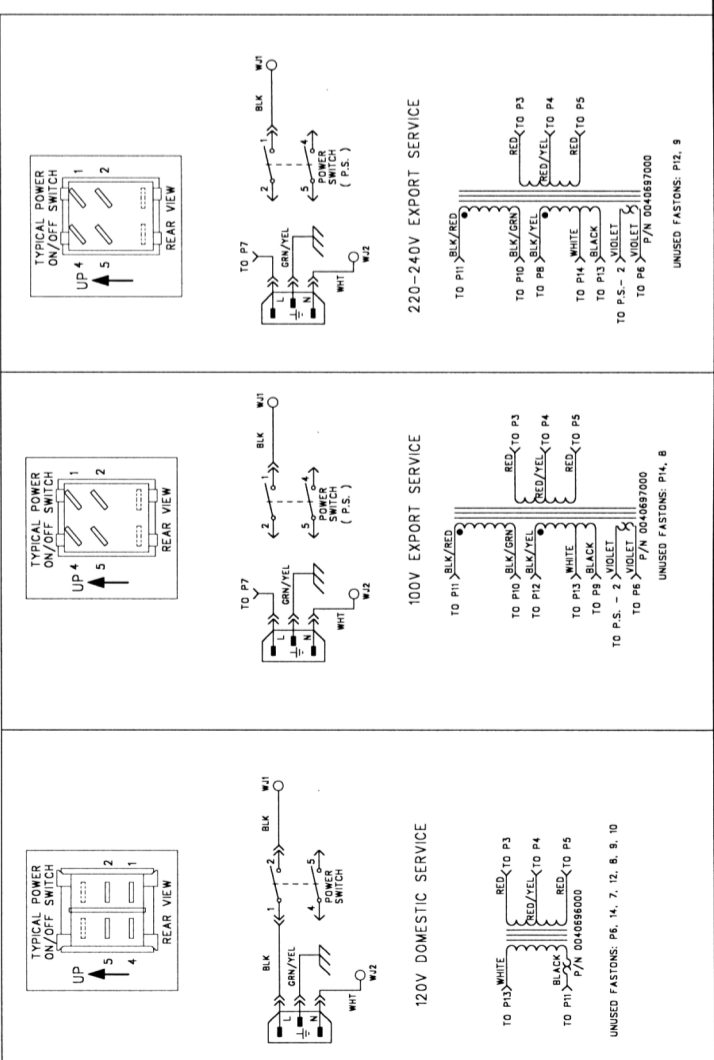 TYPICAL POWER
ON/OFF SWITCH
UP
4
5
1
2
REAR VIEW
TO P7
L
N
GRN/YEL
WHT
WJ2
2
1
5
4
POWER
SWITCH
( P.S. )
BLK
WJ1
220-240V EXPORT SERVICE
TO P11
BLK/RED
TO P10
BLK/GRN
TO P8
BLK/YEL
TO P14
WHITE
TO P13
BLACK
TO P.S.- 2
VIOLET
TO P6
VIOLET
RED
TO P3
RED/YEL
TO P4
RED
TO P5
P/N 0040697000
UNUSED FASTONS: P12, 9
TYPICAL POWER
ON/OFF SWITCH
UP
4
5
1
2
REAR VIEW
TO P7
L
N
GRN/YEL
WHT
WJ2
2
1
5
4
POWER
SWITCH
( P.S. )
BLK
WJ1
100V EXPORT SERVICE
TO P11
BLK/RED
TO P10
BLK/GRN
TO P12
BLK/YEL
TO P13
WHITE
TO P9
BLACK
TO P.S. - 2
VIOLET
TO P6
VIOLET
RED
TO P3
RED/YEL
TO P4
RED
TO P5
P/N 0040697000
UNUSED FASTONS: P14, 8
TYPICAL POWER
ON/OFF SWITCH
UP
5
4
2
1
REAR VIEW
L
N
BLK
GRN/YEL
WHT
WJ2
1
2
4
5
POWER
SWITCH
BLK
WJ1
120V DOMESTIC SERVICE
TO P13
WHITE
TO P11
BLACK
RED
TO P3
RED/YEL
TO P4
RED
TO P5
P/N 0040696000
UNUSED FASTONS: P6, 14, 7, 12, 8, 9, 10